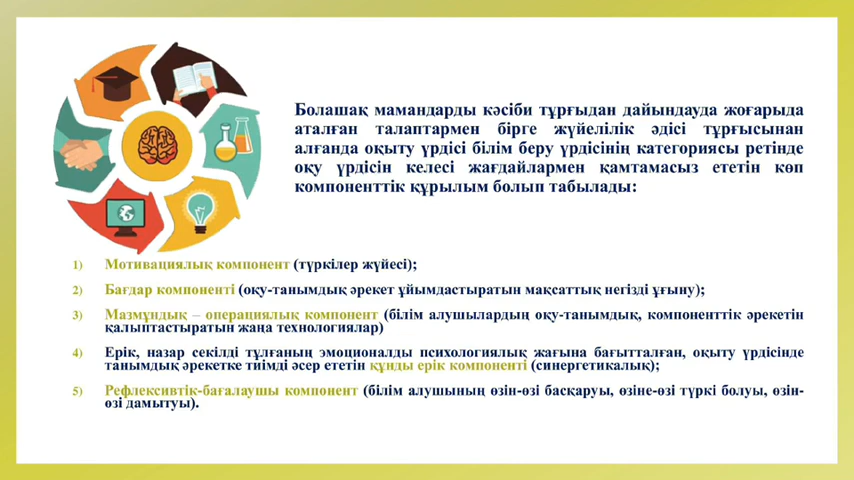 Болашақ мамандарды кәсіби тұрғыдан дайындауда жоғарыда
аталған талаптармен бірге жүйелілік әдісі тұрғысынан
алғанда оқыту үрдісі білім беру үрдісінің категориясы ретінде
оқу үрдісін келесі жағдайлармен қамтамасыз ететін көп
компоненттік құрылым болып табылады:
1) Мотивациялық компонент (түркілер жүйесі);
2) Бағдар компоненті (оқу-танымдық әрекет ұйымдастыратын мақсаттық негізді ұғыну);
3) Мазмұндық – операциялық компонент (білім алушылардың оқу-танымдық, компоненттік әрекетін
қалыптастыратын жаңа технологиялар)
4) Ерік, назар секілді тұлғаның эмоционалды психологиялық жағына бағытталған, оқыту үрдісінде
танымдық әрекетке тиімді әсер ететін құнды ерік компоненті (синергетикалық);
5) Рефлексивтік-бағалаушы компонент (білім алушының өзін-өзі басқаруы, өзіне-өзі түркі болуы, өзін-
өзі дамытуы).